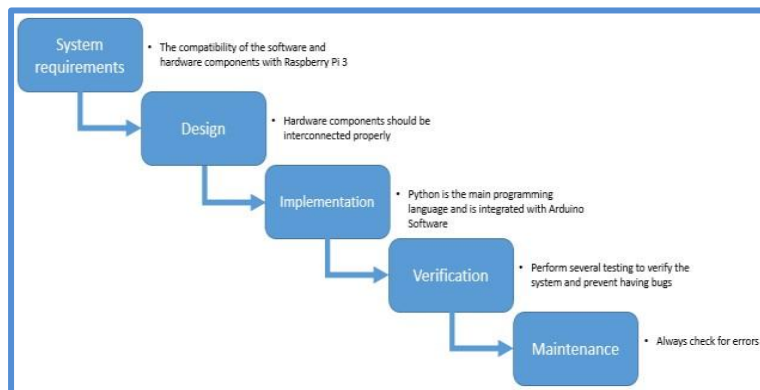 System
requirements
• The compatibility of the software and
hardware components with Raspberry Pi 3
Design
• Hardware components should be
interconnected properly
Implementation
• Python is the main programming
language and is integrated with Arduino
Software
Verification
• Perform several testing to verify the
system and prevent having bugs
Maintenance
• Always check for errors